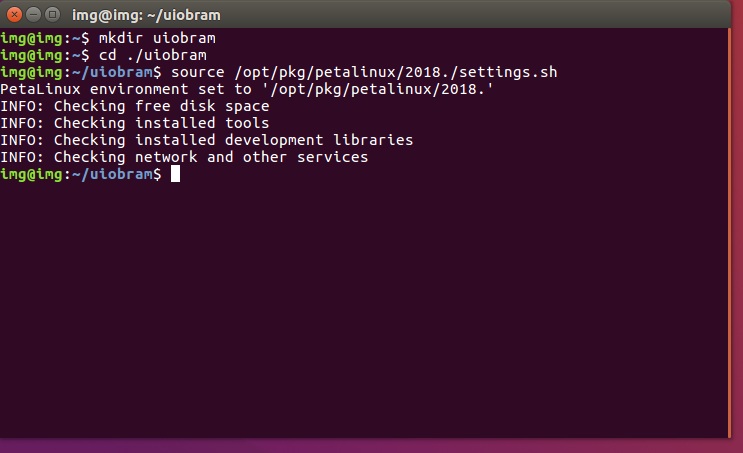 img@img: ~/uiobram
img@img:~$ mkdir uiobram
img@img:~$ cd ./uiobram
img@img:~/uiobram$ source /opt/pkg/petalinux/2018./settings.sh
PetaLinux environment set to '/opt/pkg/petalinux/2018.'
INFO: Checking free disk space
INFO: Checking installed tools
INFO: Checking installed development libraries
INFO: Checking network and other services
img@img:~/uiobram$